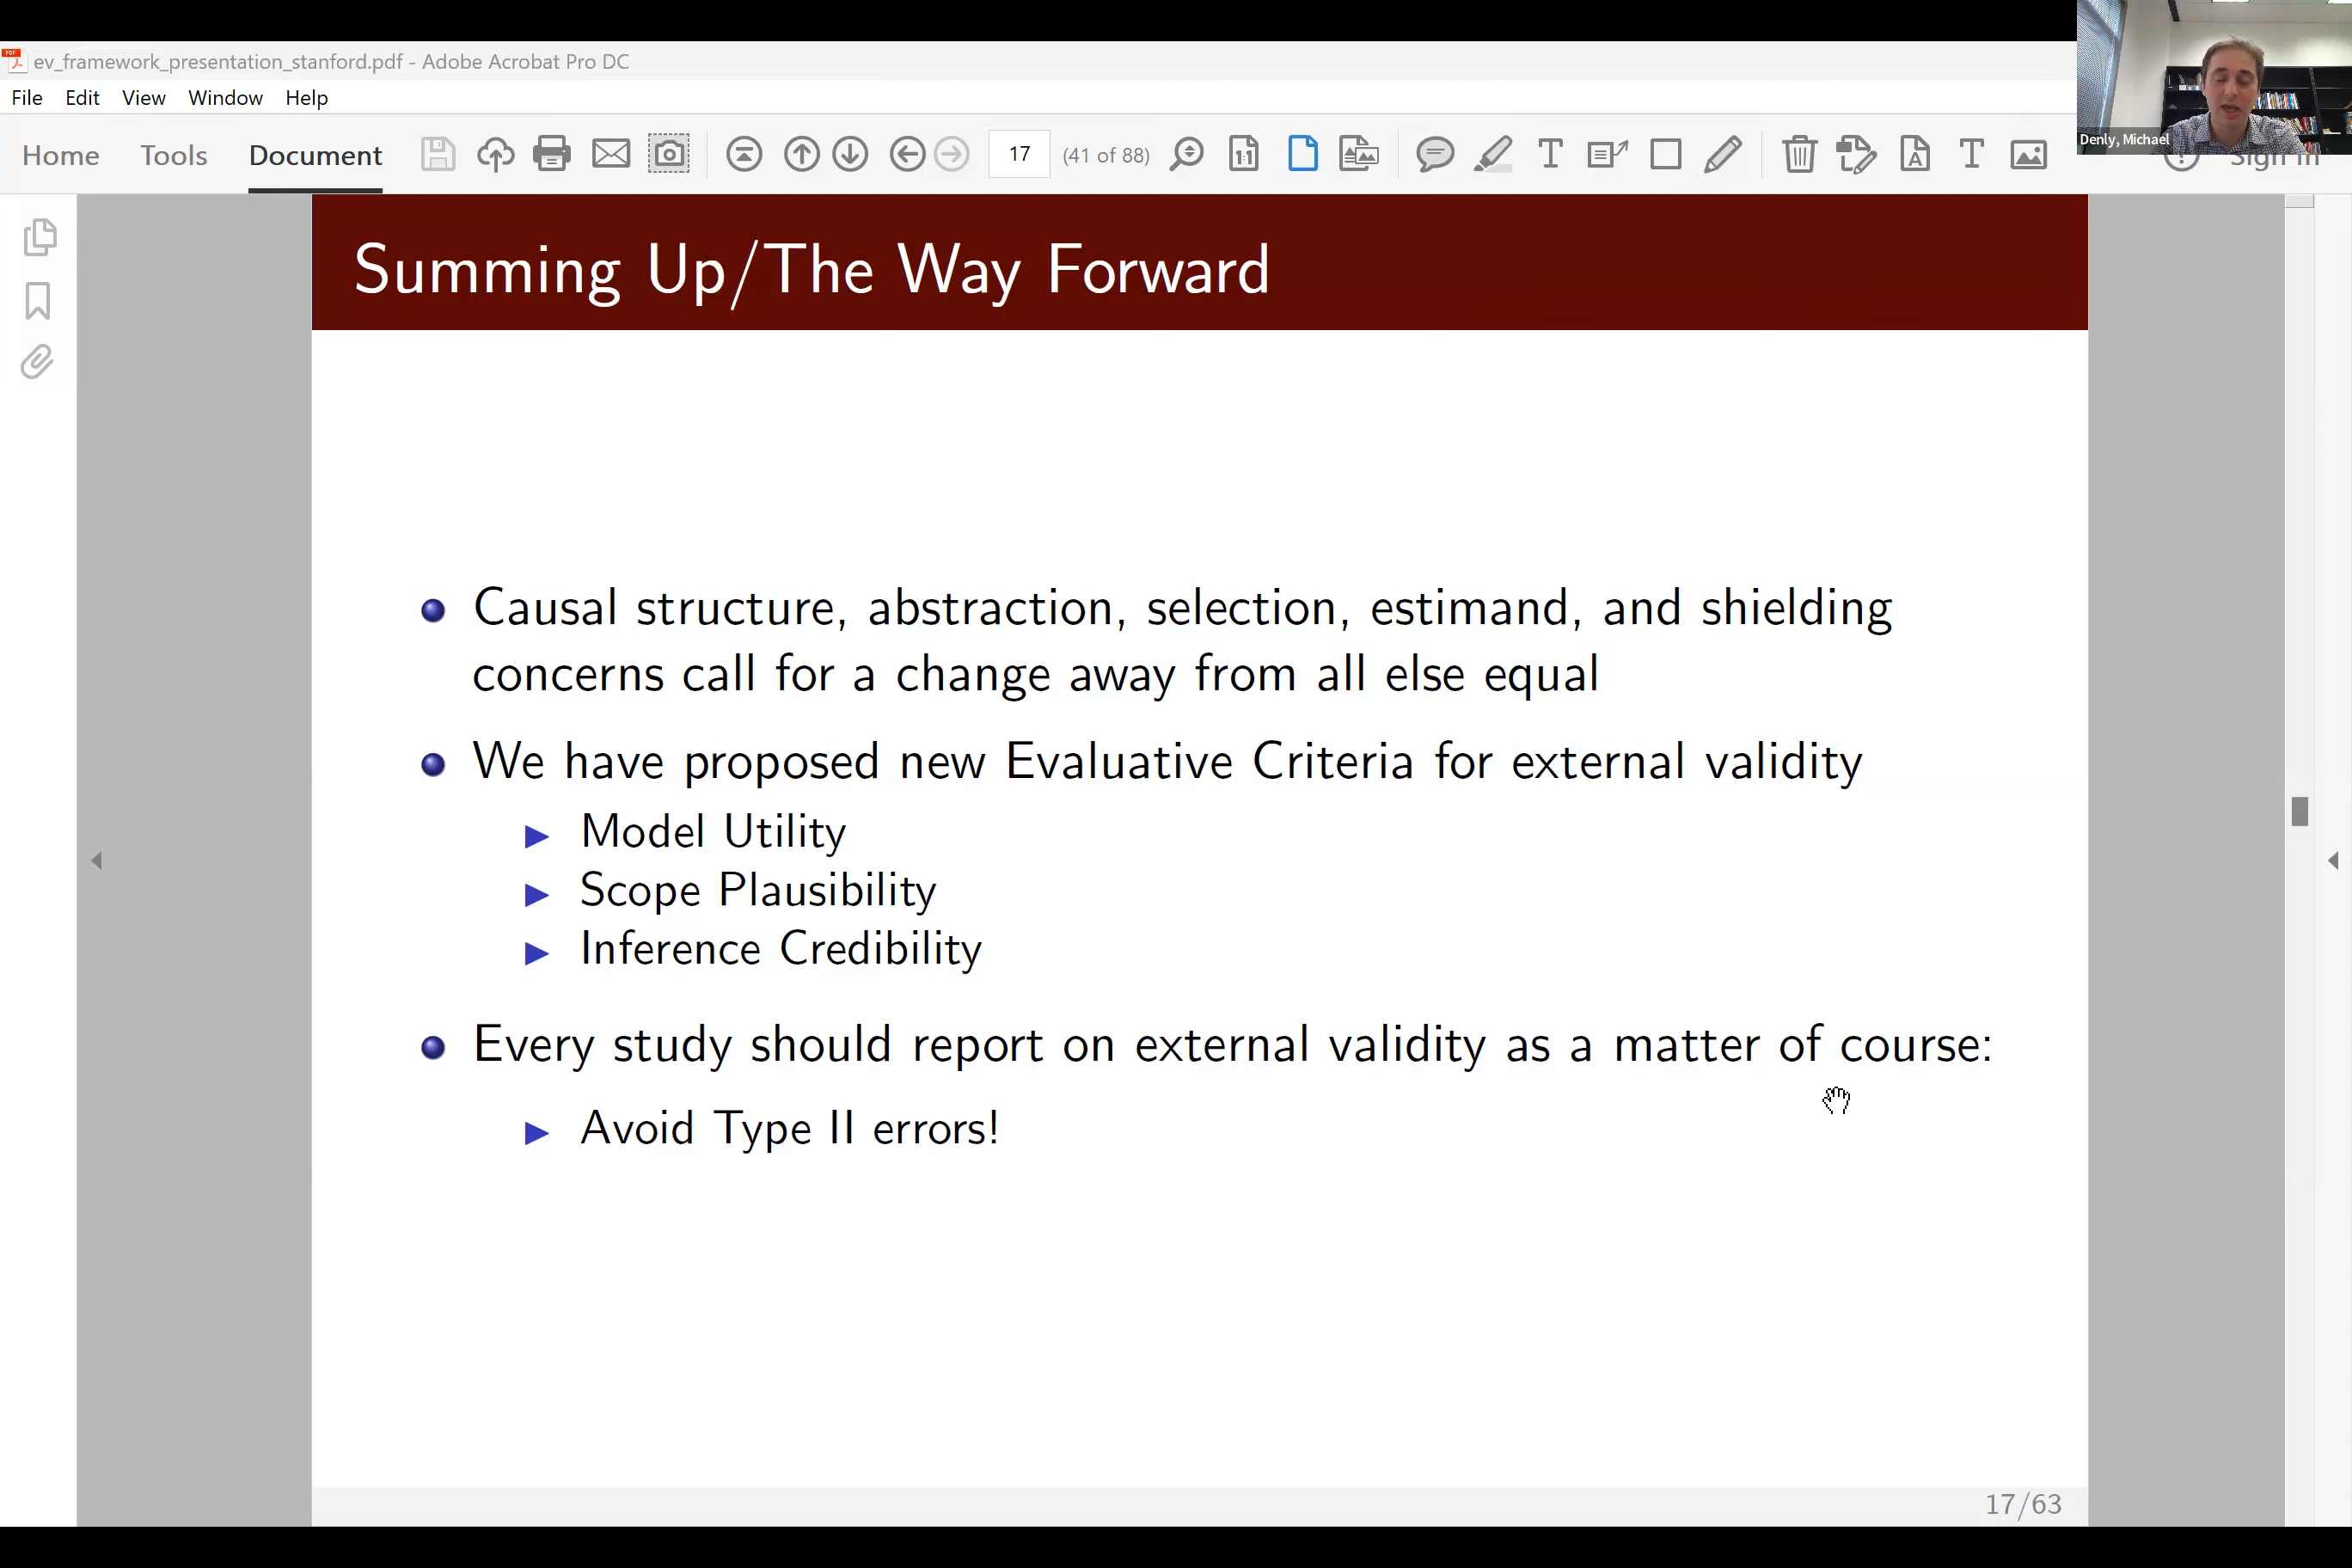 ev_framework_presentation_stanford.pdf - Adobe Acrobat Pro DC
File Edit View Window Help
Home Tools Document 17 (41 of 88) Sign In
Denly, Michael
Summing Up/The Way Forward
Causal structure, abstraction, selection, estimand, and shielding
concerns call for a change away from all else equal
We have proposed new Evaluative Criteria for external validity
Model Utility
Scope Plausibility
Inference Credibility
Every study should report on external validity as a matter of course:
Avoid Type II errors!
17/63